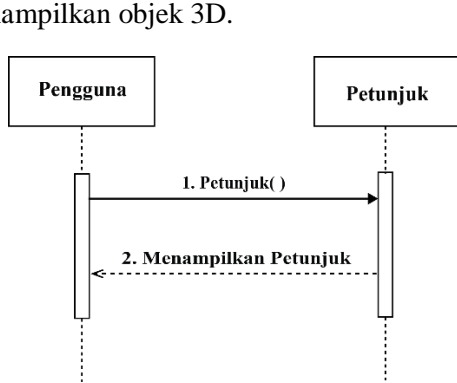 ampilkan objek 3D.
Pengguna
Petunjuk
1. Petunjuk( )
2. Menampilkan Petunjuk